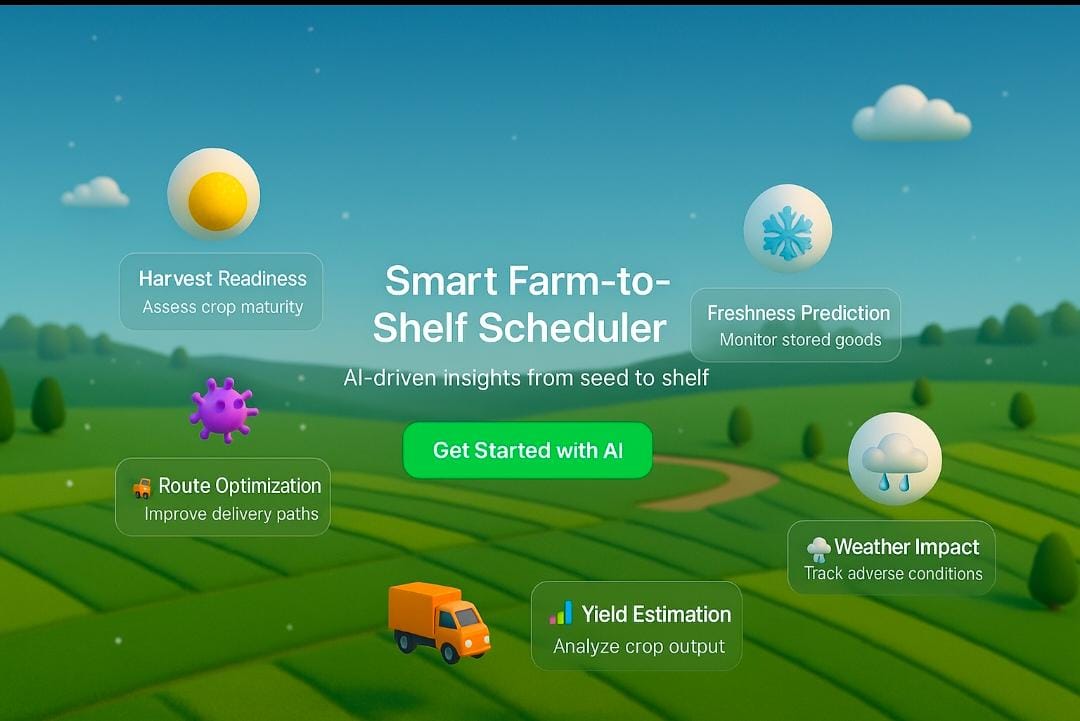 Harvest Readiness
Assess crop maturity
Smart Farm-to-
Shelf Scheduler
AI-driven insights from seed to shelf
Get Started with AI
Freshness Prediction
Monitor stored goods
Route Optimization
Improve delivery paths
Weather Impact
Track adverse conditions
Yield Estimation
Analyze crop output